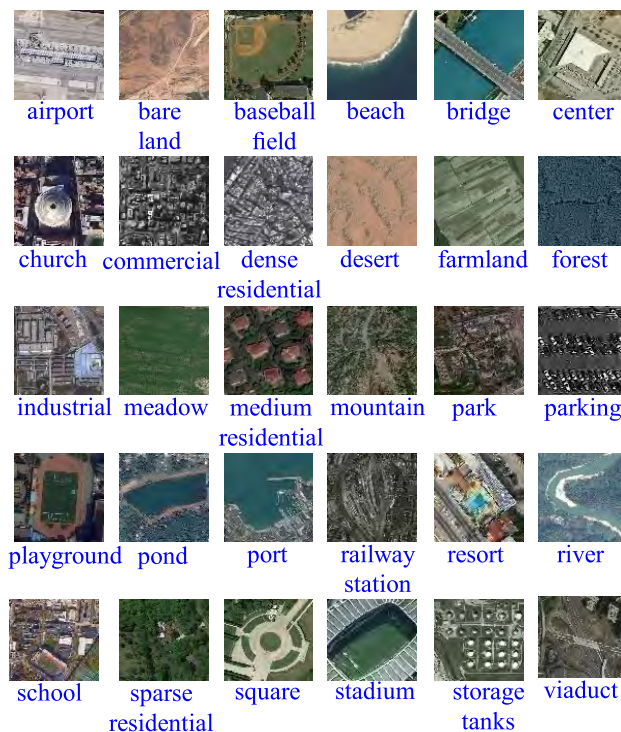 airport
bare
land
baseball
field
beach
bridge
center
church
commercial
dense
residential
desert
farmland
forest
industrial
meadow
medium
residential
mountain
park
parking
playground
pond
port
railway
station
resort
river
school
sparse
residential
square
stadium
storage
tanks
viaduct